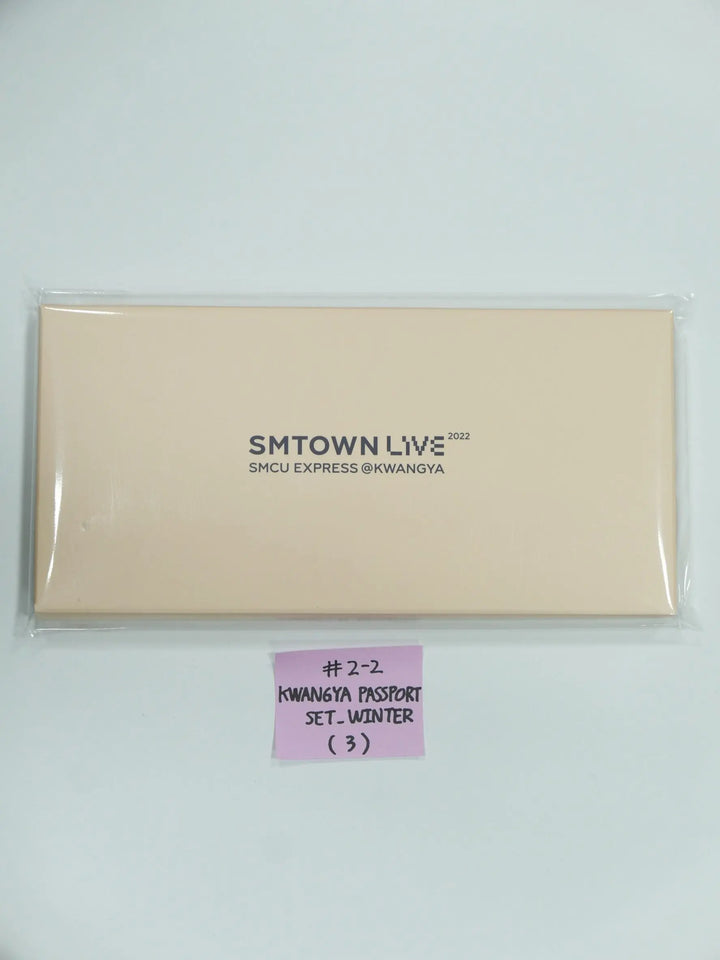 SMTOWN LIVE 2022
SMCU EXPRESS @KWANGYA
#2-2
KWANGYA PASSPORT
SET_WINTER
(3)